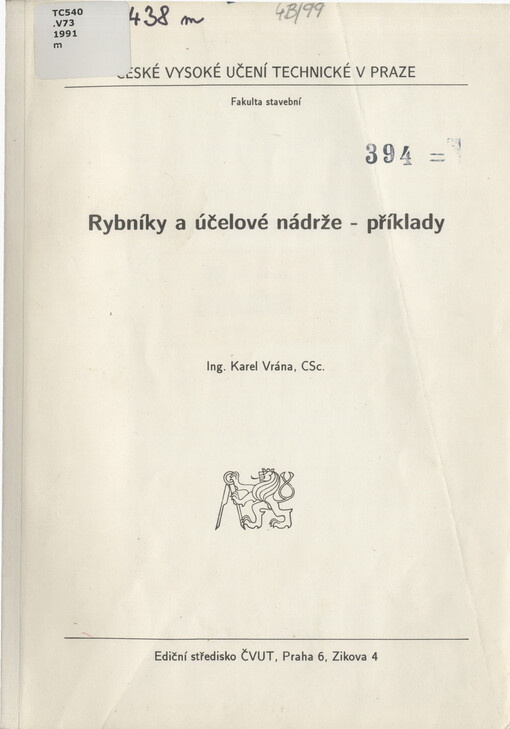 TC540
.V73
1991
m
438 m
4B/99
ČESKÉ VYSOKÉ UČENÍ TECHNICKÉ V PRAZE
Fakulta stavební
394 =
Rybníky a účelové nádrže - příklady
Ing. Karel Vrána, CSc.
Ediční středisko ČVUT, Praha 6, Zikova 4